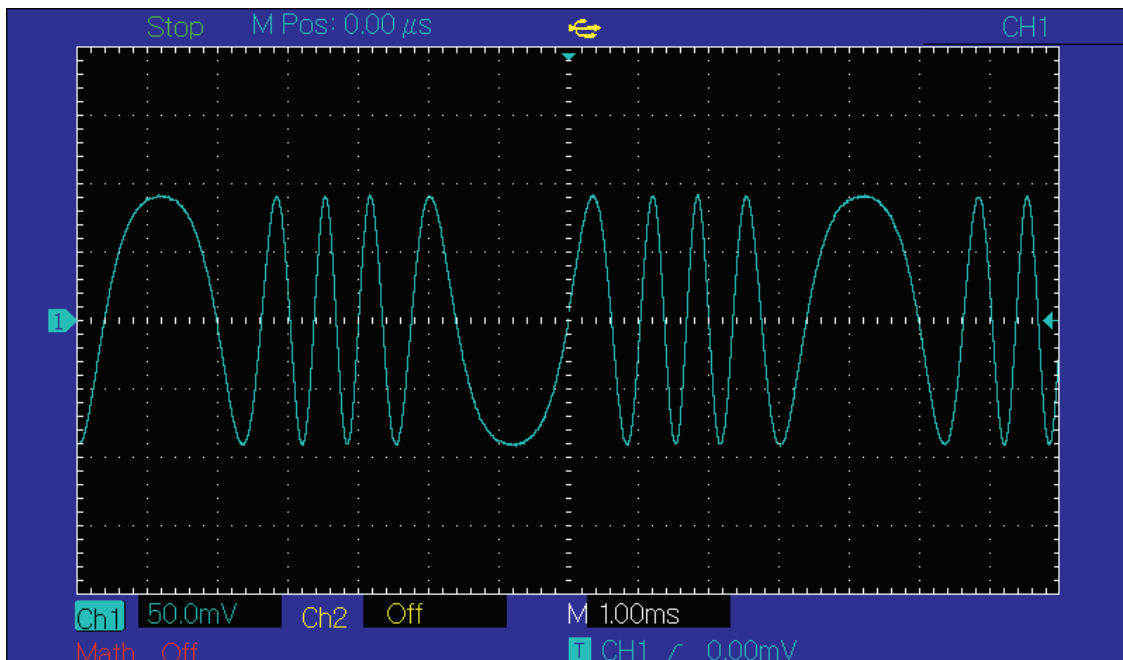 Stop M Pos: 0.00 μs CH1
1
Ch1 50.0mV Ch2 Off M 1.00ms
Math Off T CH1 0.00mV